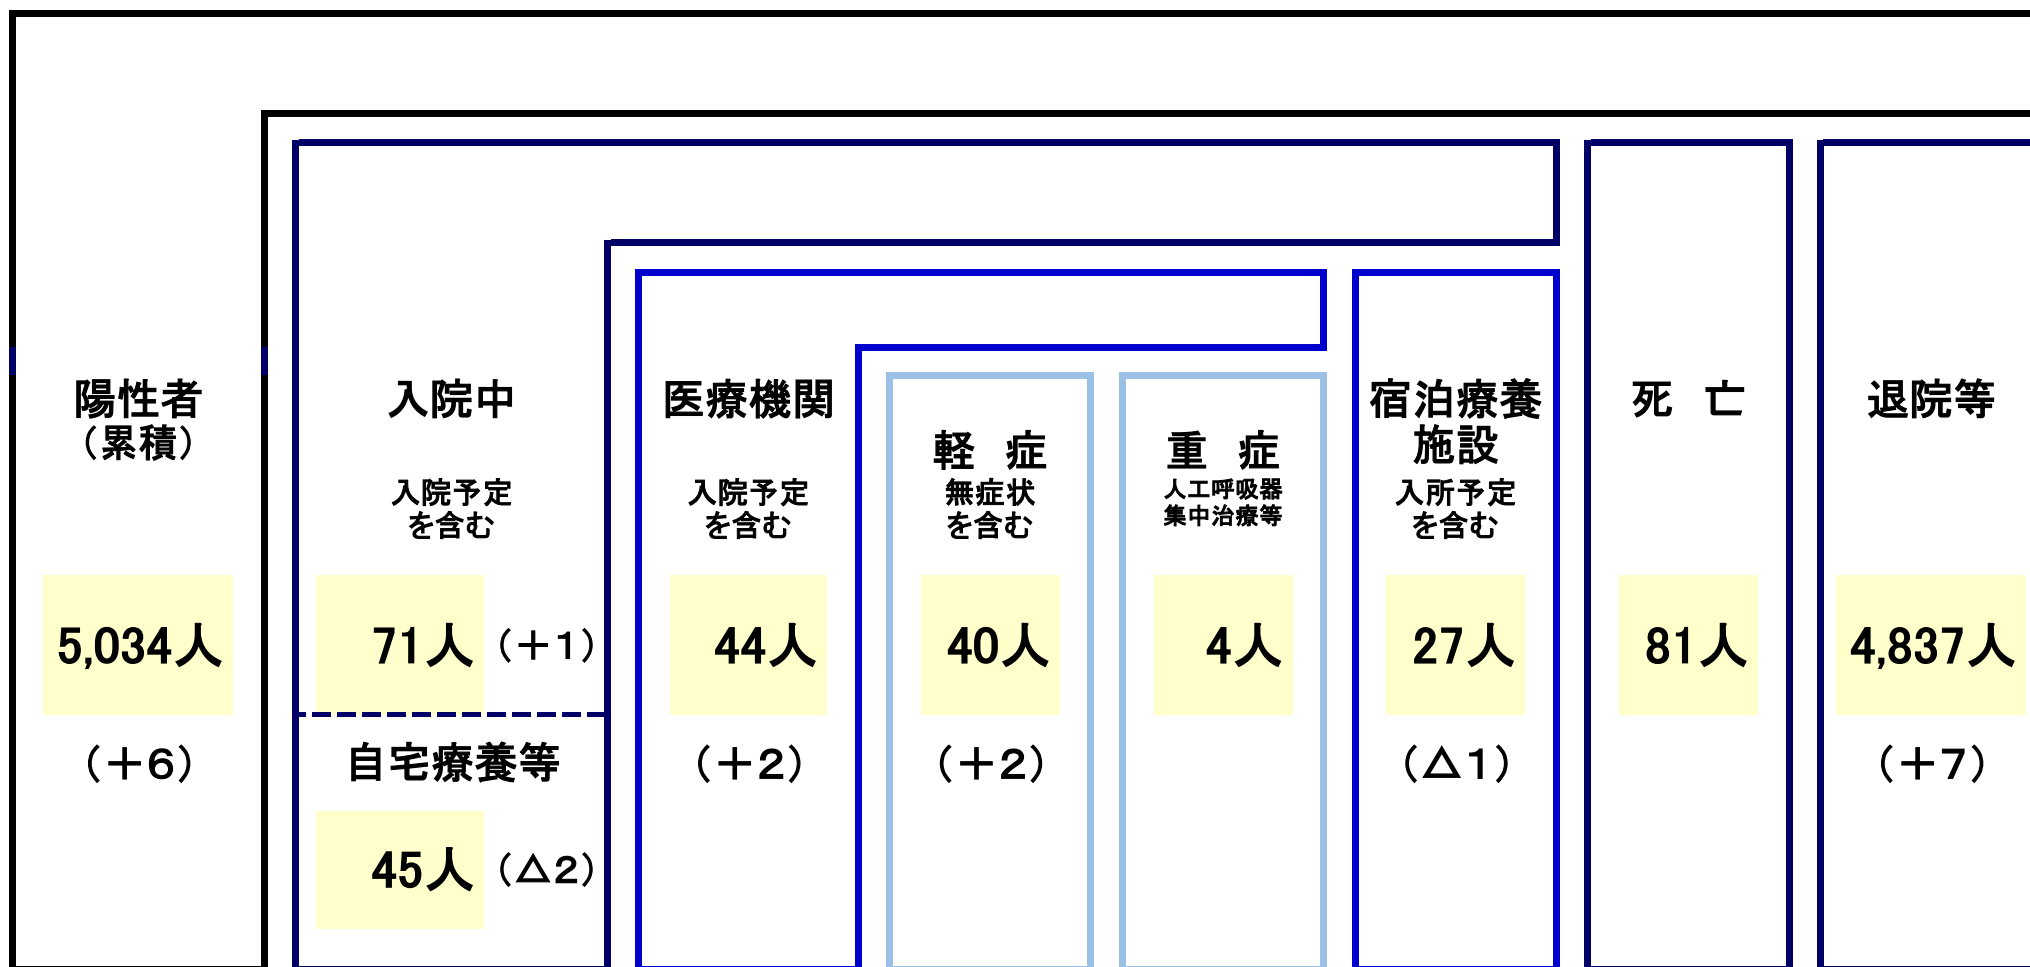 陽性者
（累積）
5,034人
（＋6）
入院中
入院予定
を含む
71人 （＋1）
自宅療養等
45人 （△2）
医療機関
入院予定
を含む
44人
（＋2）
軽 症
無症状
を含む
40人
（＋2）
重 症
人工呼吸器
集中治療等
4人
宿泊療養
施設
入所予定
を含む
27人
（△1）
死 亡
81人
退院等
4,837人
（＋7）